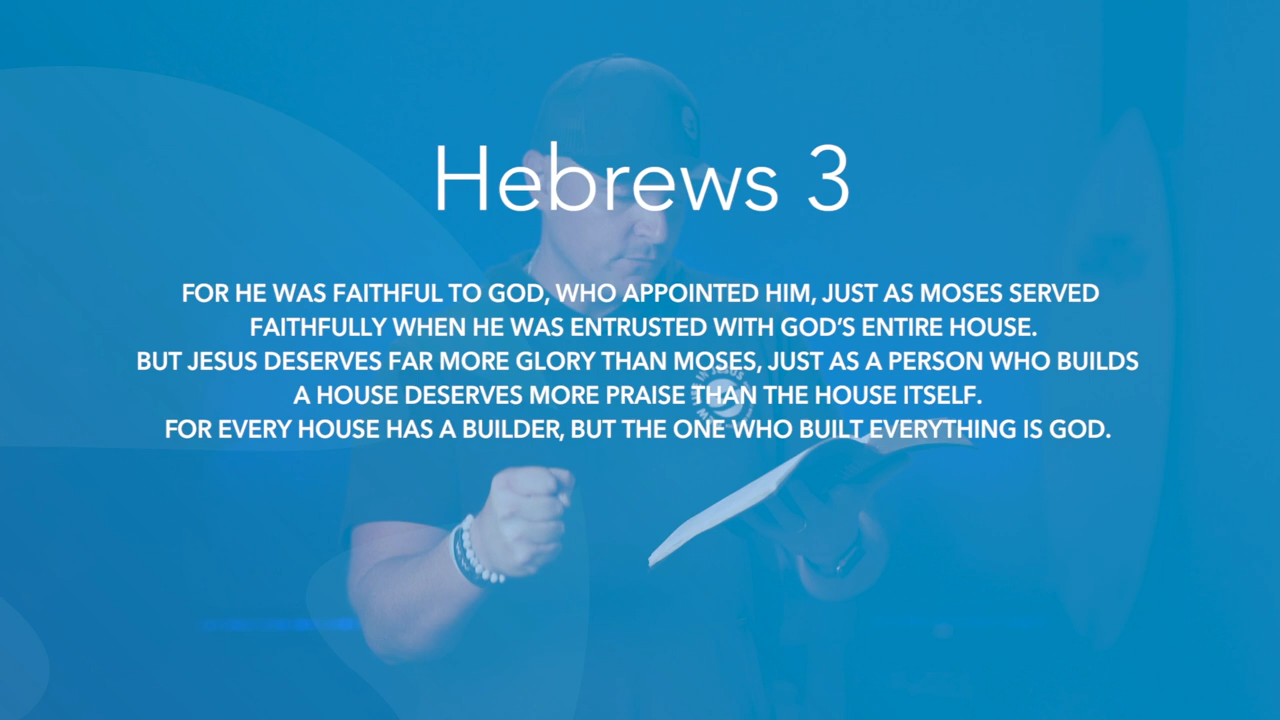 Hebrews 3
FOR HE WAS FAITHFUL TO GOD, WHO APPOINTED HIM, JUST AS MOSES SERVED
FAITHFULLY WHEN HE WAS ENTRUSTED WITH GOD’S ENTIRE HOUSE.
BUT JESUS DESERVES FAR MORE GLORY THAN MOSES, JUST AS A PERSON WHO BUILDS
A HOUSE DESERVES MORE PRAISE THAN THE HOUSE ITSELF.
FOR EVERY HOUSE HAS A BUILDER, BUT THE ONE WHO BUILT EVERYTHING IS GOD.